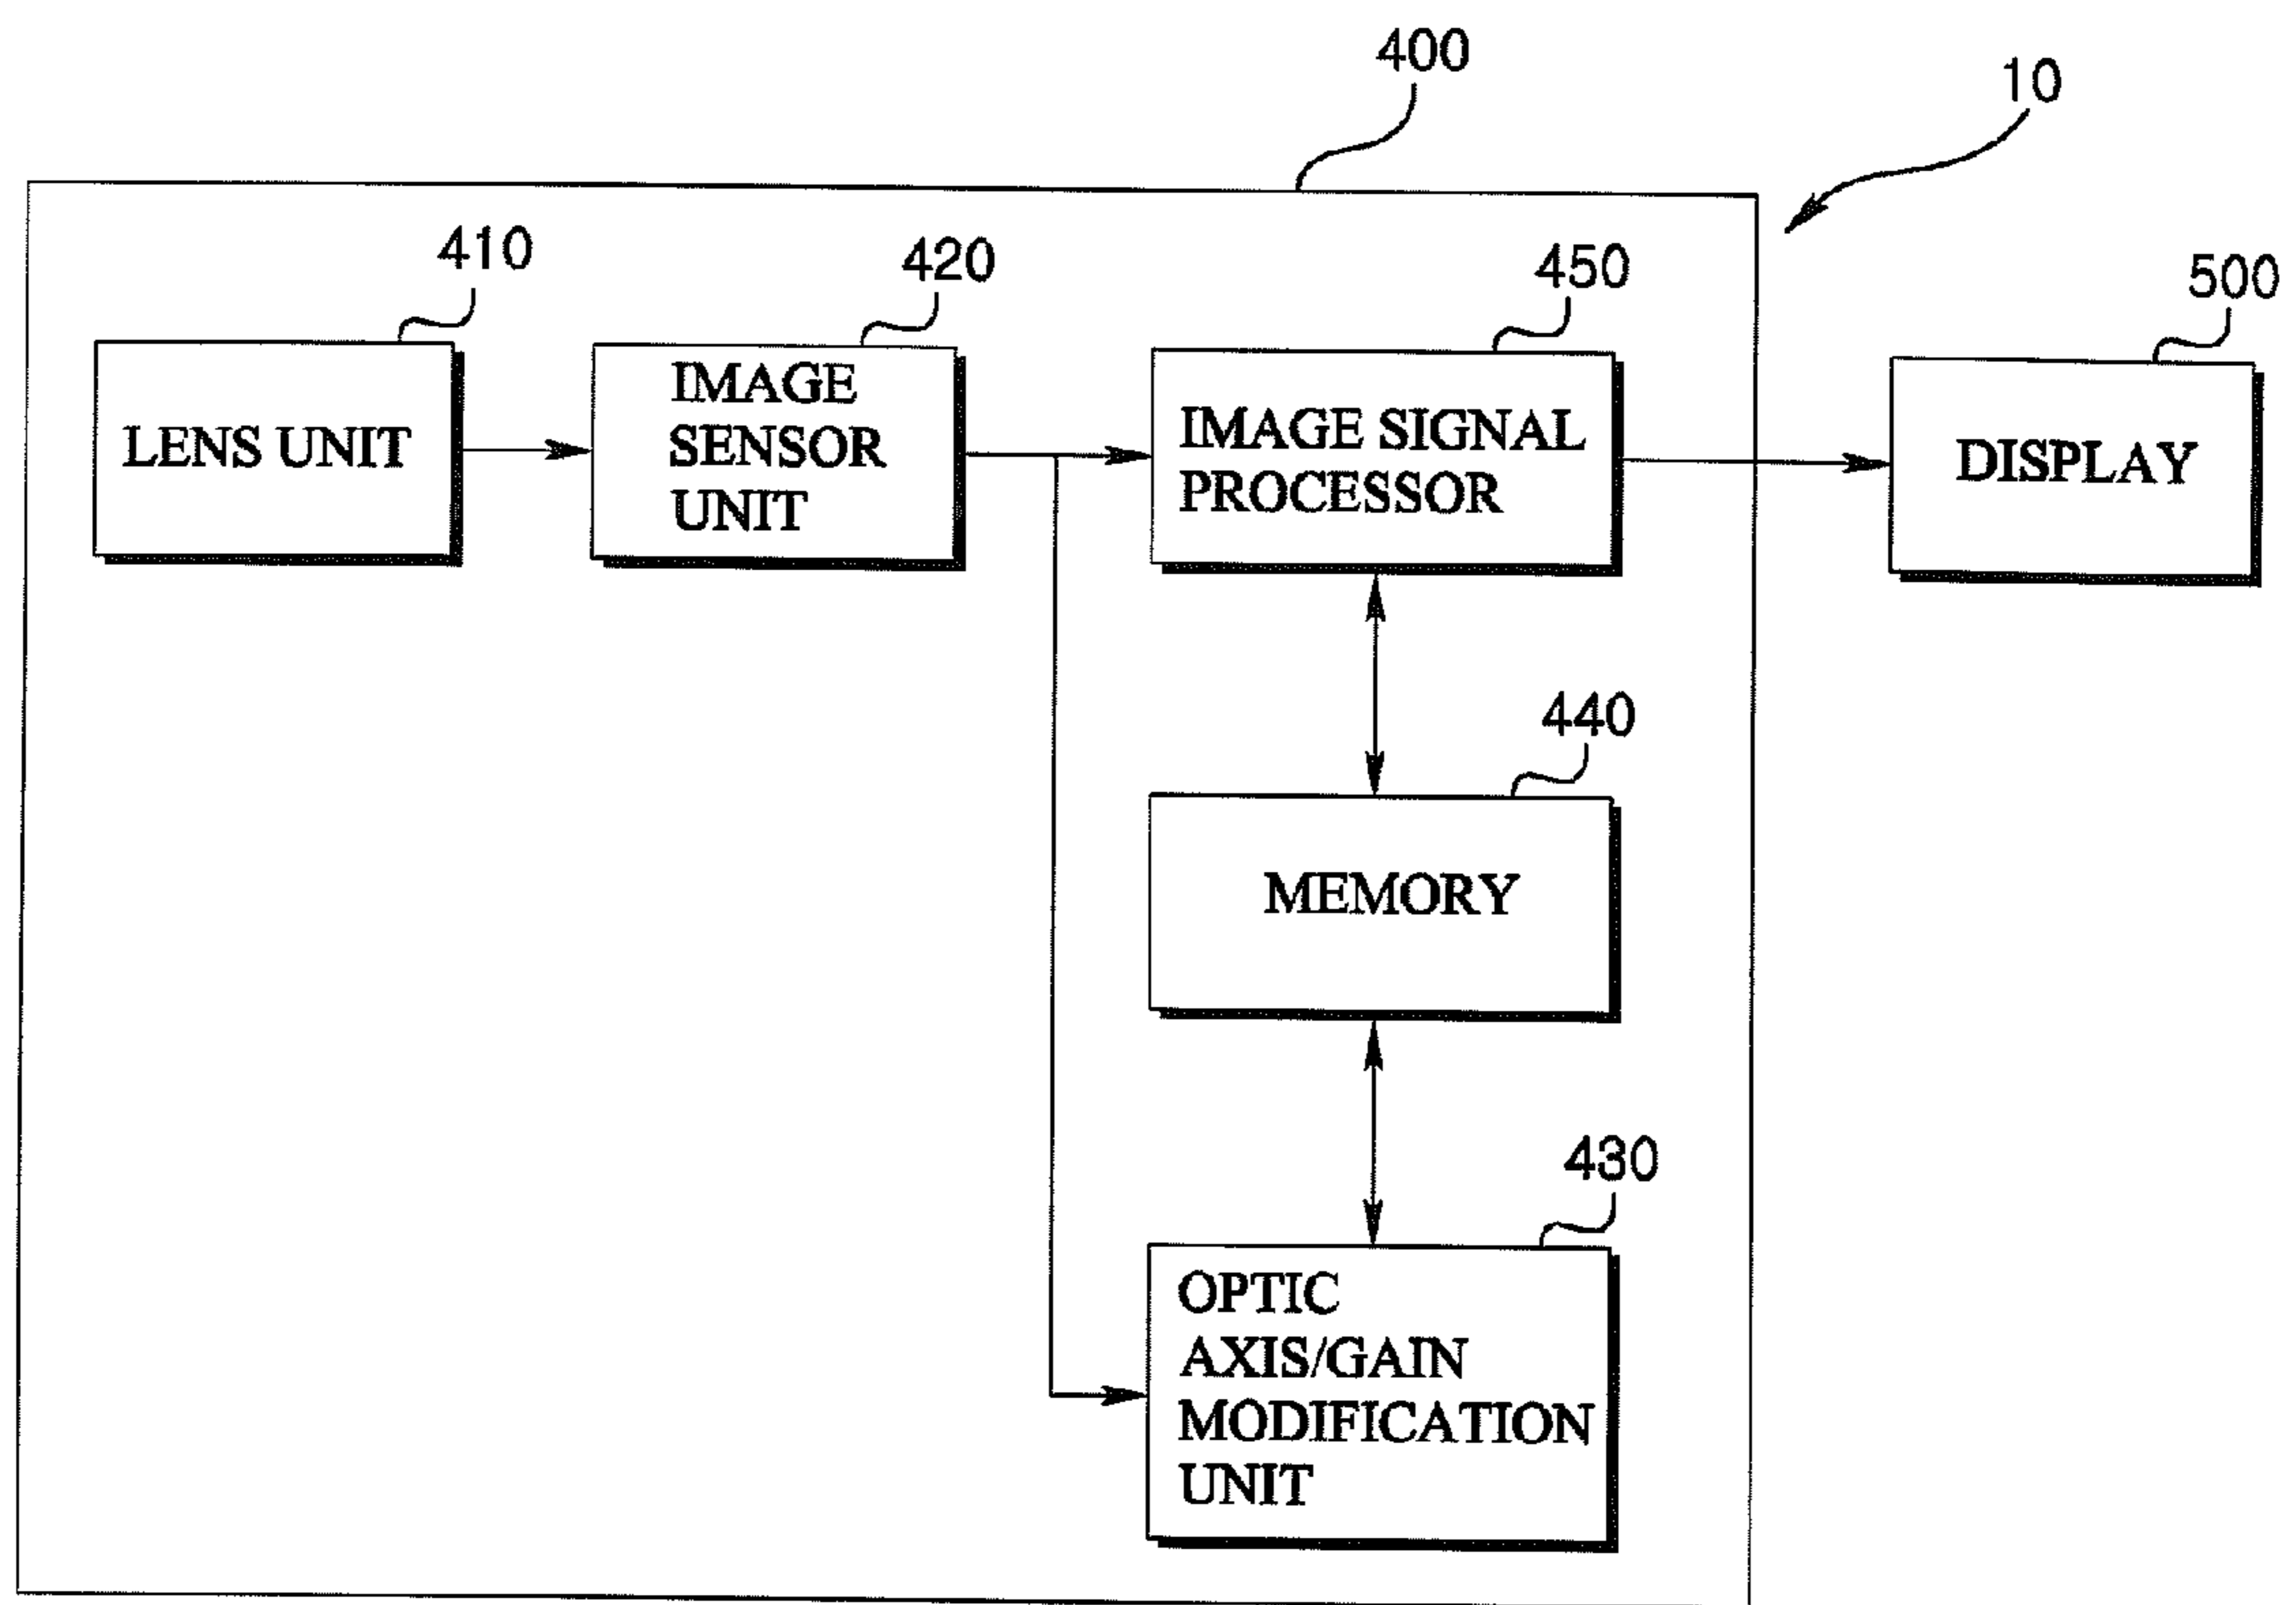 400
10
410
420
450
500
LENS UNIT
IMAGE
SENSOR
UNIT
IMAGE SIGNAL
PROCESSOR
DISPLAY
440
MEMORY
430
OPTIC
AXIS/GAIN
MODIFICATION
UNIT